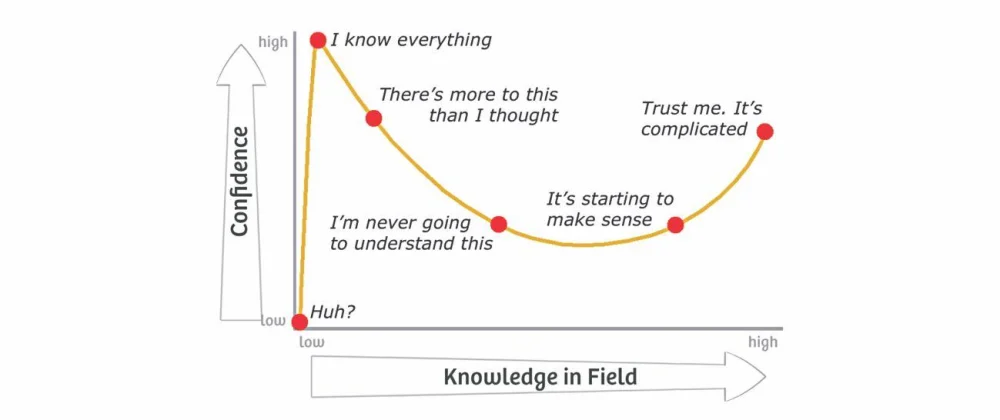 high
I know everything
There's more to this
than I thought
Trust me. It's
complicated
Confidence
It's starting to
make sense
I'm never going
to understand this
Huh?
low
low
high
Knowledge in Field